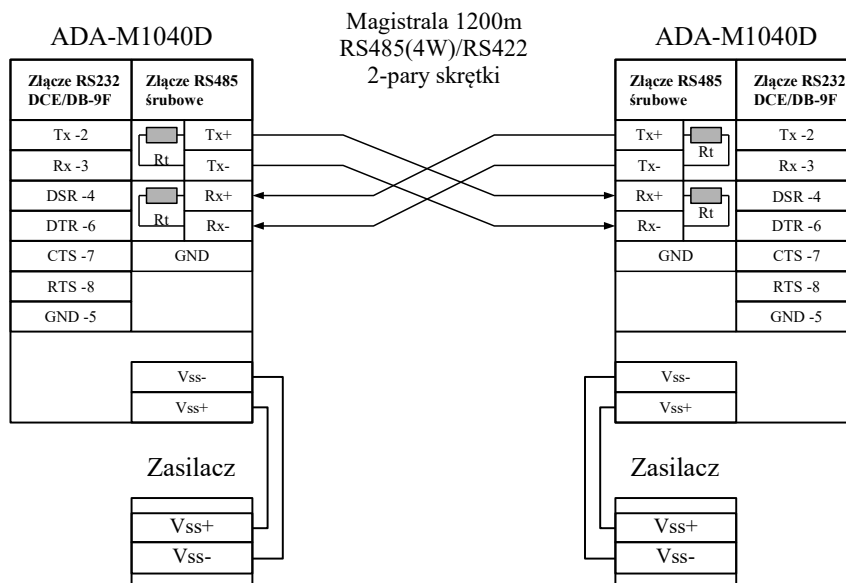 Magistrala 1200m
RS485(4W)/RS422
2-pary skrętki
ADA-M1040D
Złącze RS232
DCE/DB-9F
Złącze RS485
śrubowe
Tx -2
Rt
Tx+
Rx -3
Tx-
DSR -4
Rt
Rx+
DTR -6
Rx-
CTS -7
GND
RTS -8
GND -5
Vss-
Vss+
Zasilacz
Vss+
Vss-
ADA-M1040D
Złącze RS485
śrubowe
Złącze RS232
DCE/DB-9F
Tx+
Rt
Tx -2
Tx-
Rx -3
Rx+
Rt
DSR -4
Rx-
DTR -6
GND
CTS -7
RTS -8
GND -5
Vss-
Vss+
Zasilacz
Vss+
Vss-